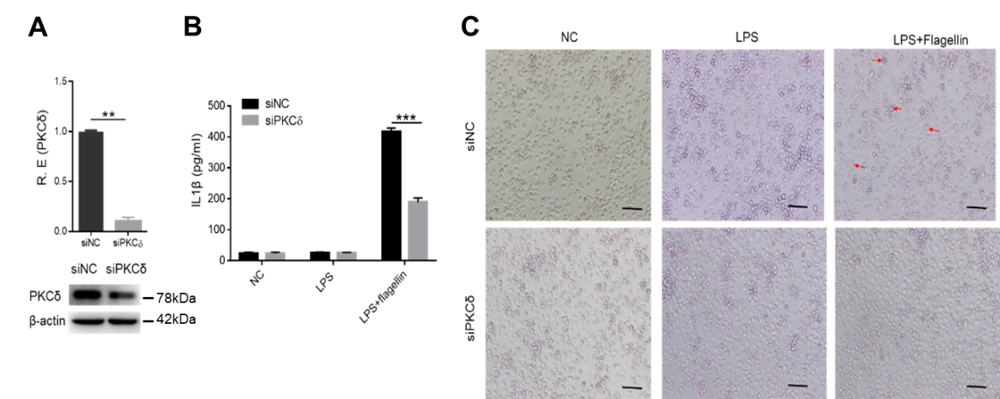 A
B
C
R. E (PKCδ)
1.5
1.0
0.5
0.0
**
siNC
siPKCδ
siNC siPKCδ
PKCδ
78kDa
β-actin
42kDa
IL1β (pg/ml)
500
400
300
200
100
0
siNC
siPKCδ
***
NC
LPS
LPS+flagellin
NC
LPS
LPS+Flagellin
siNC
siPKCδ